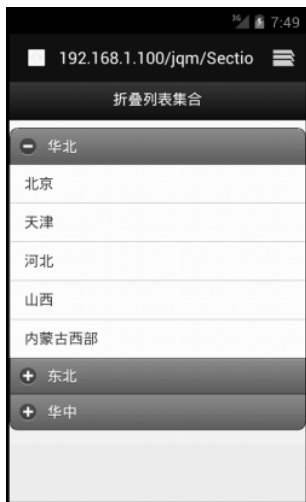 3G 7:49
192.168.1.100/jqm/Sectio
折叠列表集合
华北
北京
天津
河北
山西
内蒙古西部
东北
华中